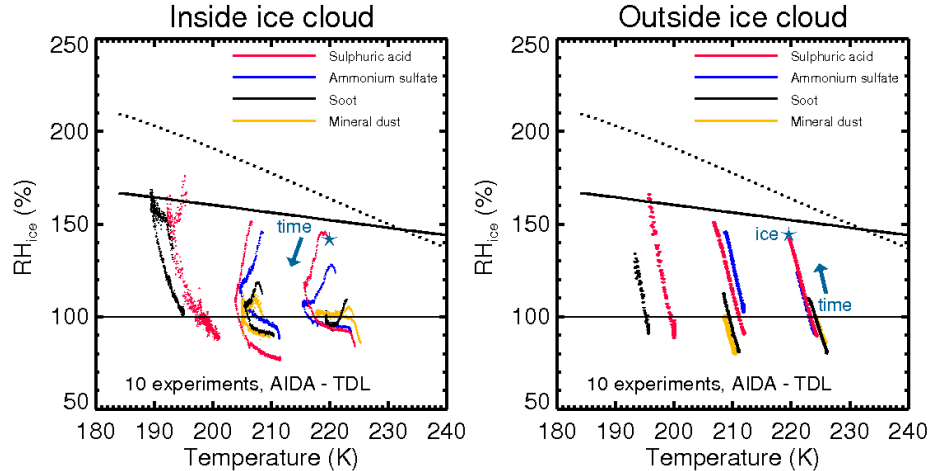 Inside ice cloud
250
200
150
100
50
RHice (%)
Sulphuric acid
Ammonium sulfate
Soot
Mineral dust
time
10 experiments, AIDA - TDL
180 190 200 210 220 230 240
Temperature (K)
Outside ice cloud
250
200
150
100
50
RHice (%)
Sulphuric acid
Ammonium sulfate
Soot
Mineral dust
ice
time
10 experiments, AIDA - TDL
180 190 200 210 220 230 240
Temperature (K)